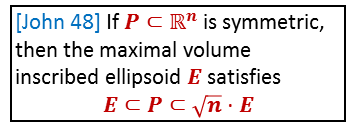 [John 48] If P ⊂ ℝⁿ is symmetric,
then the maximal volume
inscribed ellipsoid E satisfies
E ⊂ P ⊂ √n · E